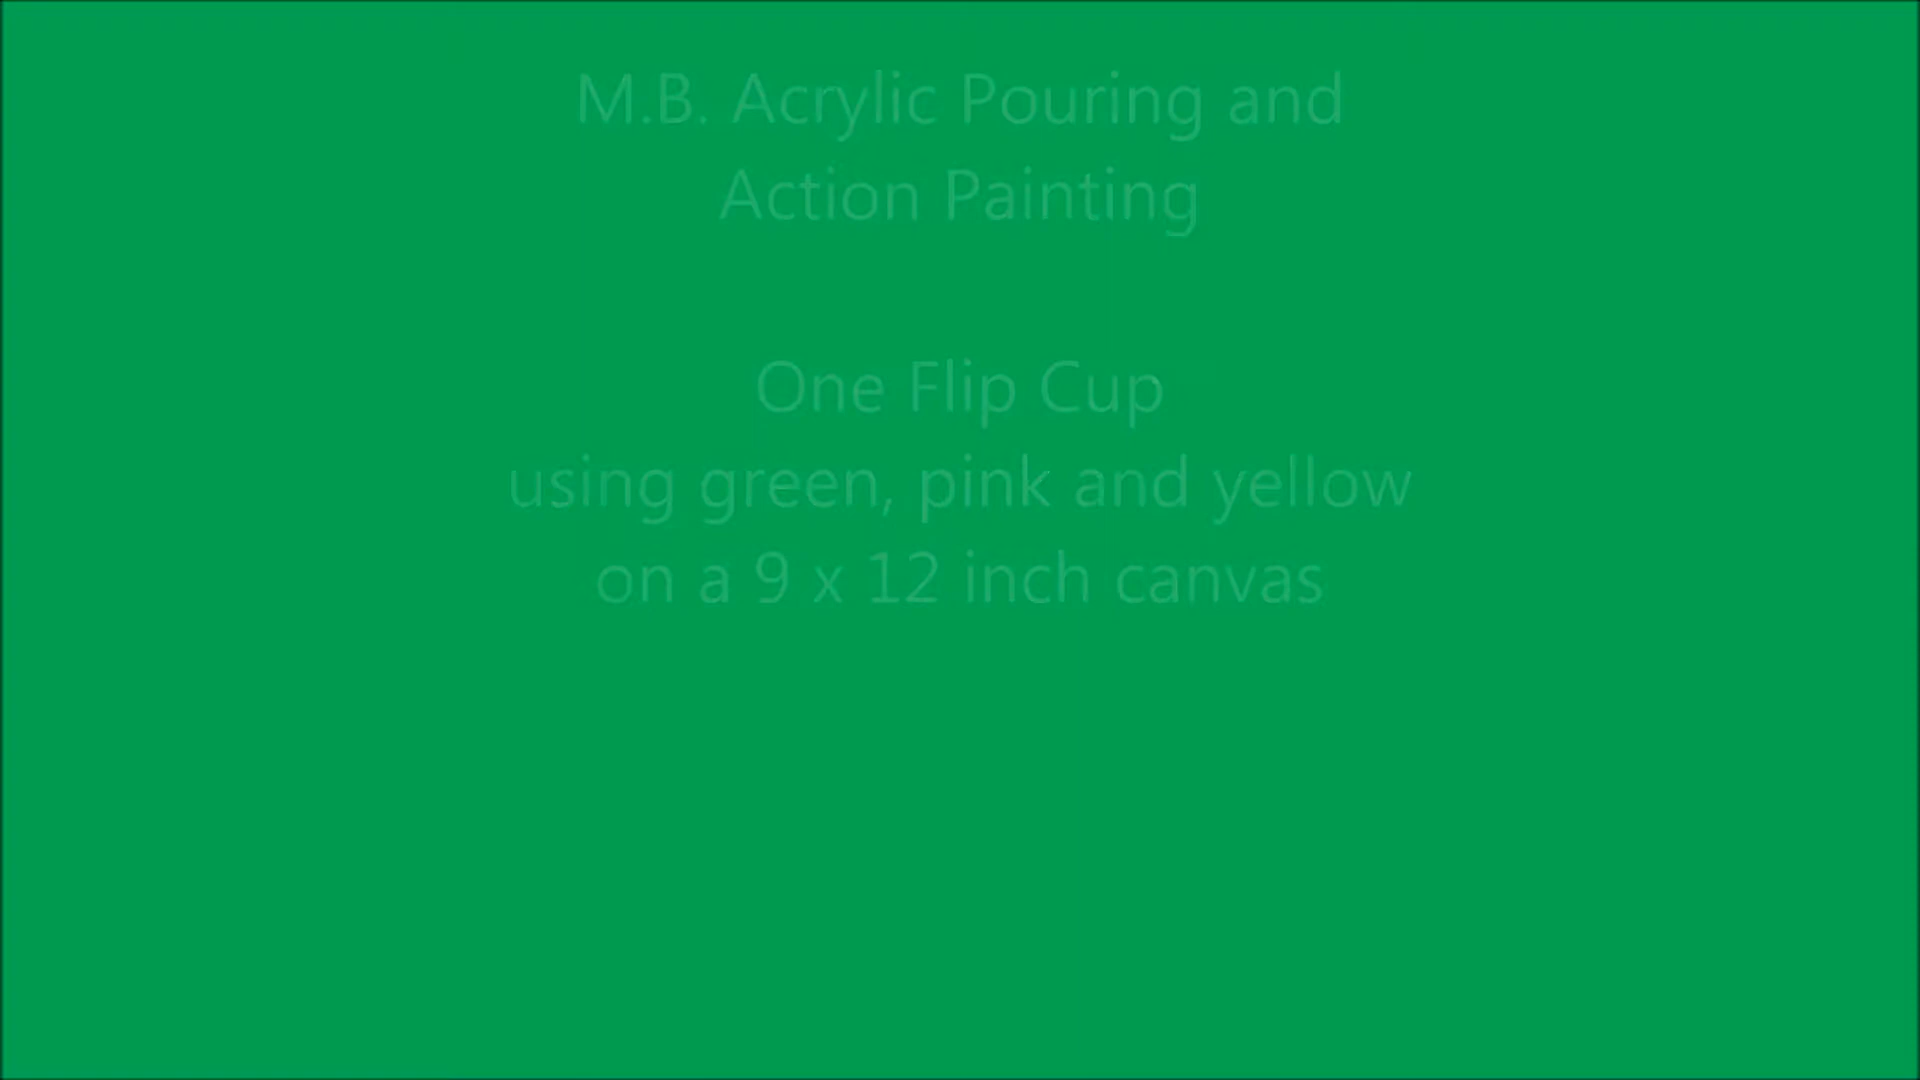 M.B. Acrylic Pouring and
Action Painting
One Flip Cup
using green, pink and yellow
on a 9 x 12 inch canvas